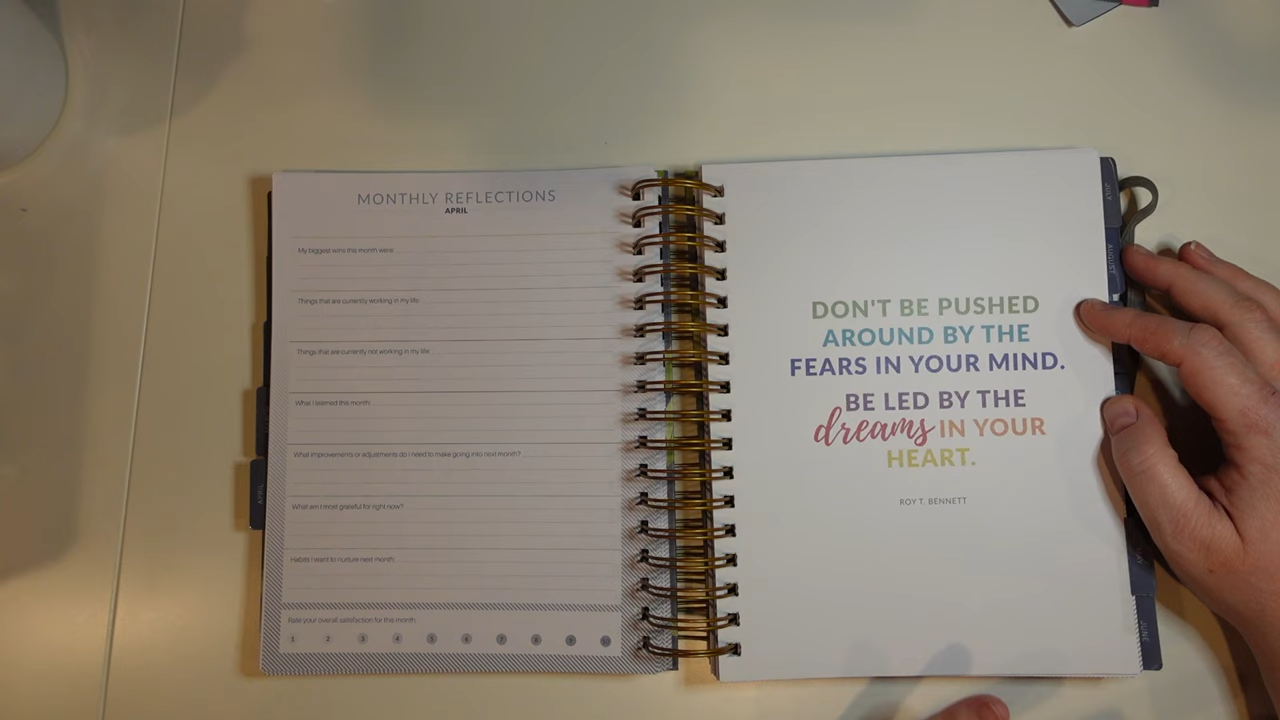 MONTHLY REFLECTIONS
APRIL
My biggest wins this month were:
Things that are currently working in my life:
Things that are currently not working in my life:
What I learned this month:
What improvements or adjustments do I need to make going into next month?
What am I most grateful for right now?
Habits I want to nurture next month:
Rate your overall satisfaction for this month:
1 2 3 4 5 6 7 8 9 10
APRIL
DON'T BE PUSHED
AROUND BY THE
FEARS IN YOUR MIND.
BE LED BY THE
dreams IN YOUR
HEART.
ROY T. BENNETT
JULY
AUGUST
JUNE